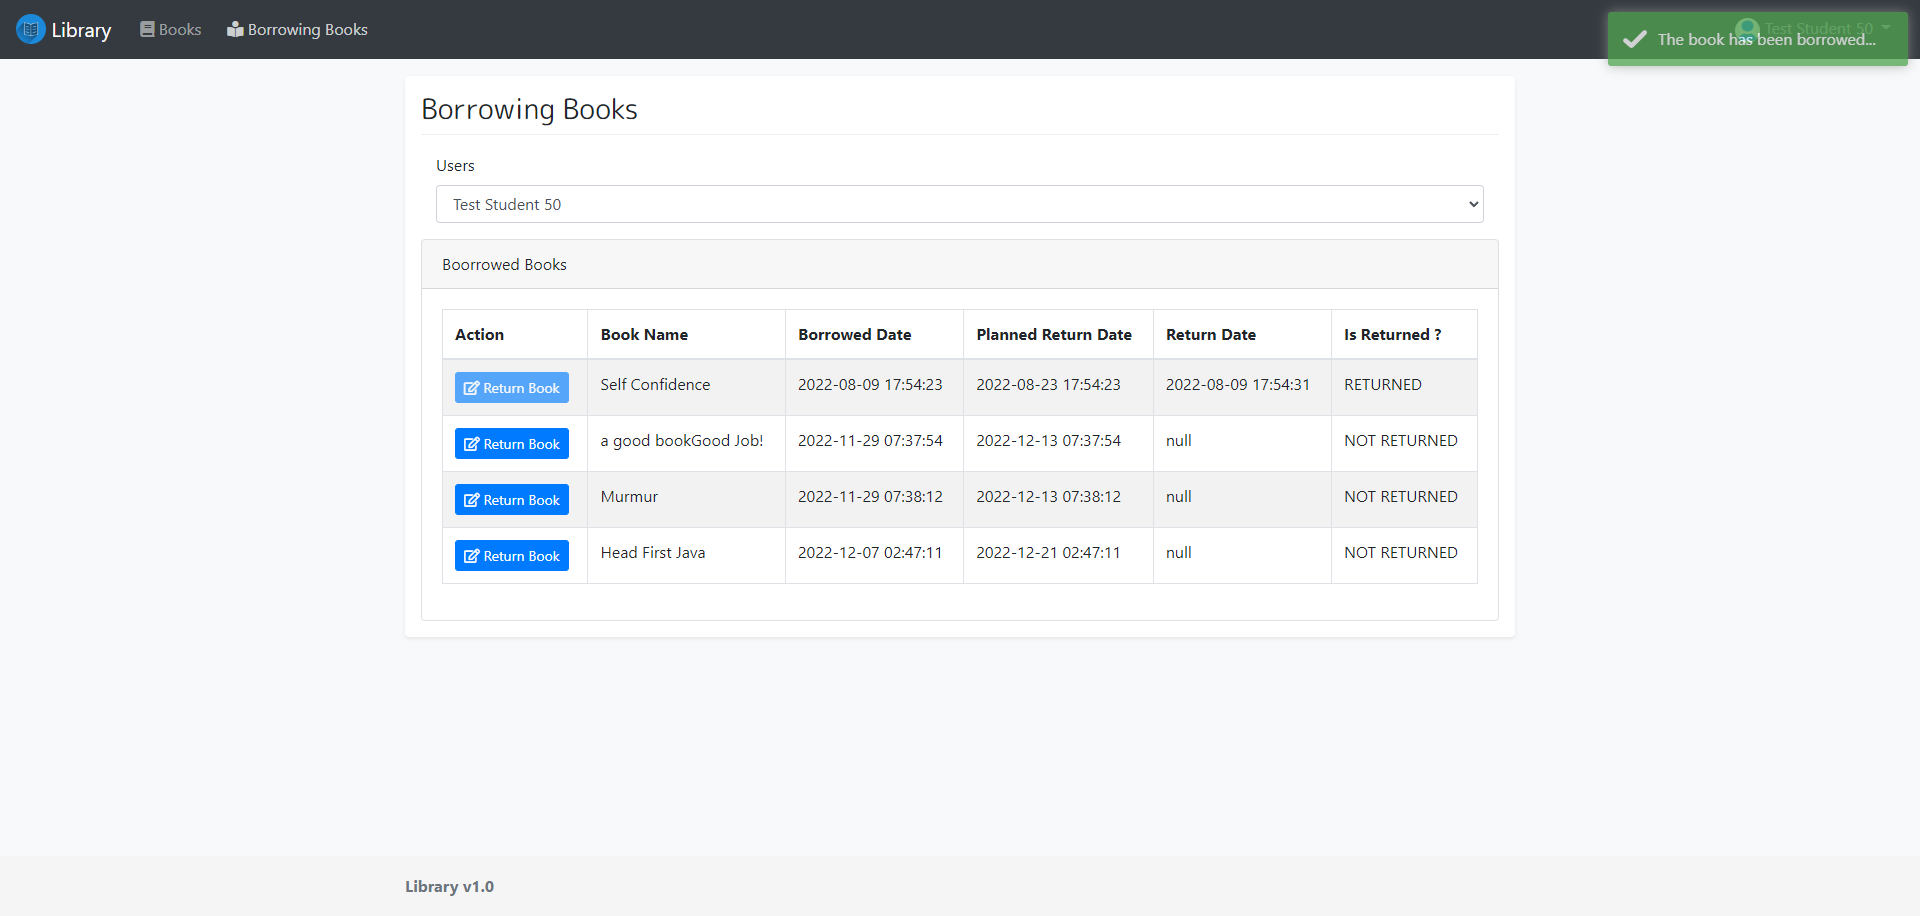 Library Books Borrowing Books Test Student 50
The book has been borrowed...
Borrowing Books
Users
Test Student 50
Boorrowed Books
Action Book Name Borrowed Date Planned Return Date Return Date Is Returned ?
Return Book Self Confidence 2022-08-09 17:54:23 2022-08-23 17:54:23 2022-08-09 17:54:31 RETURNED
Return Book a good bookGood Job! 2022-11-29 07:37:54 2022-12-13 07:37:54 null NOT RETURNED
Return Book Murmur 2022-11-29 07:38:12 2022-12-13 07:38:12 null NOT RETURNED
Return Book Head First Java 2022-12-07 02:47:11 2022-12-21 02:47:11 null NOT RETURNED
Library v1.0